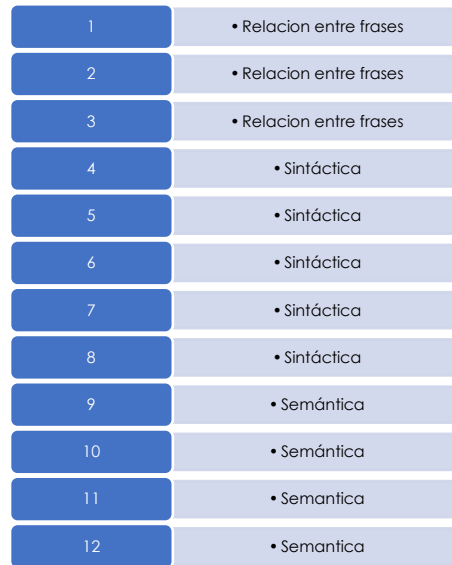 1 • Relacion entre frases
2 • Relacion entre frases
3 • Relacion entre frases
4 • Sintáctica
5 • Sintáctica
6 • Sintáctica
7 • Sintáctica
8 • Sintáctica
9 • Semántica
10 • Semántica
11 • Semantica
12 • Semantica